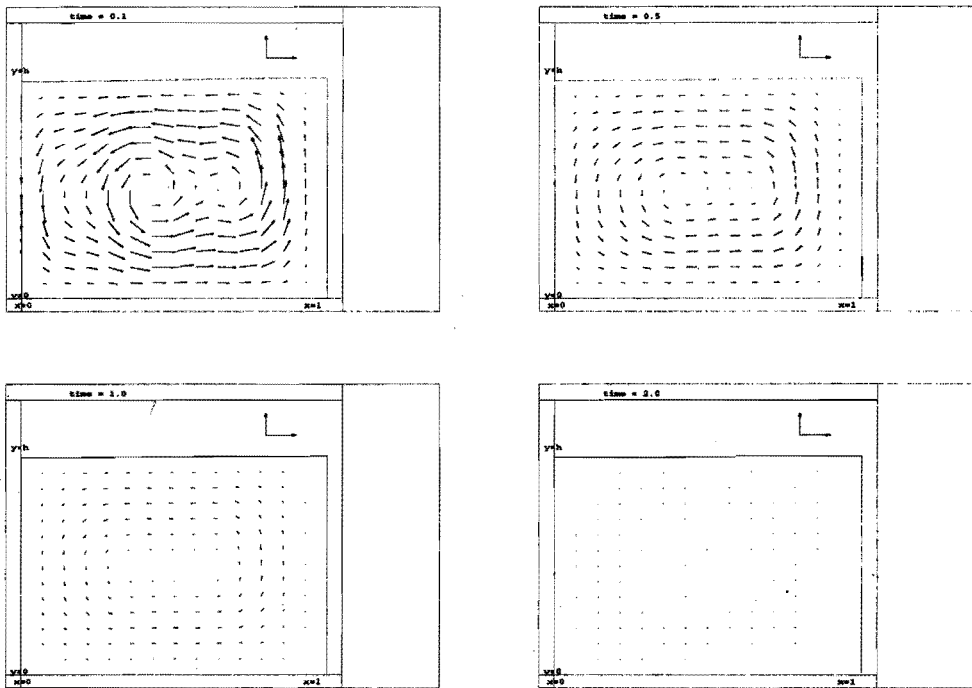 time = 0.1
y=h
y=0
x=0 x=1
time = 0.5
y=h
y=0
x=0 x=1
time = 1.0
y=h
y=0
x=0 x=1
time = 2.0
y=h
y=0
x=0 x=1